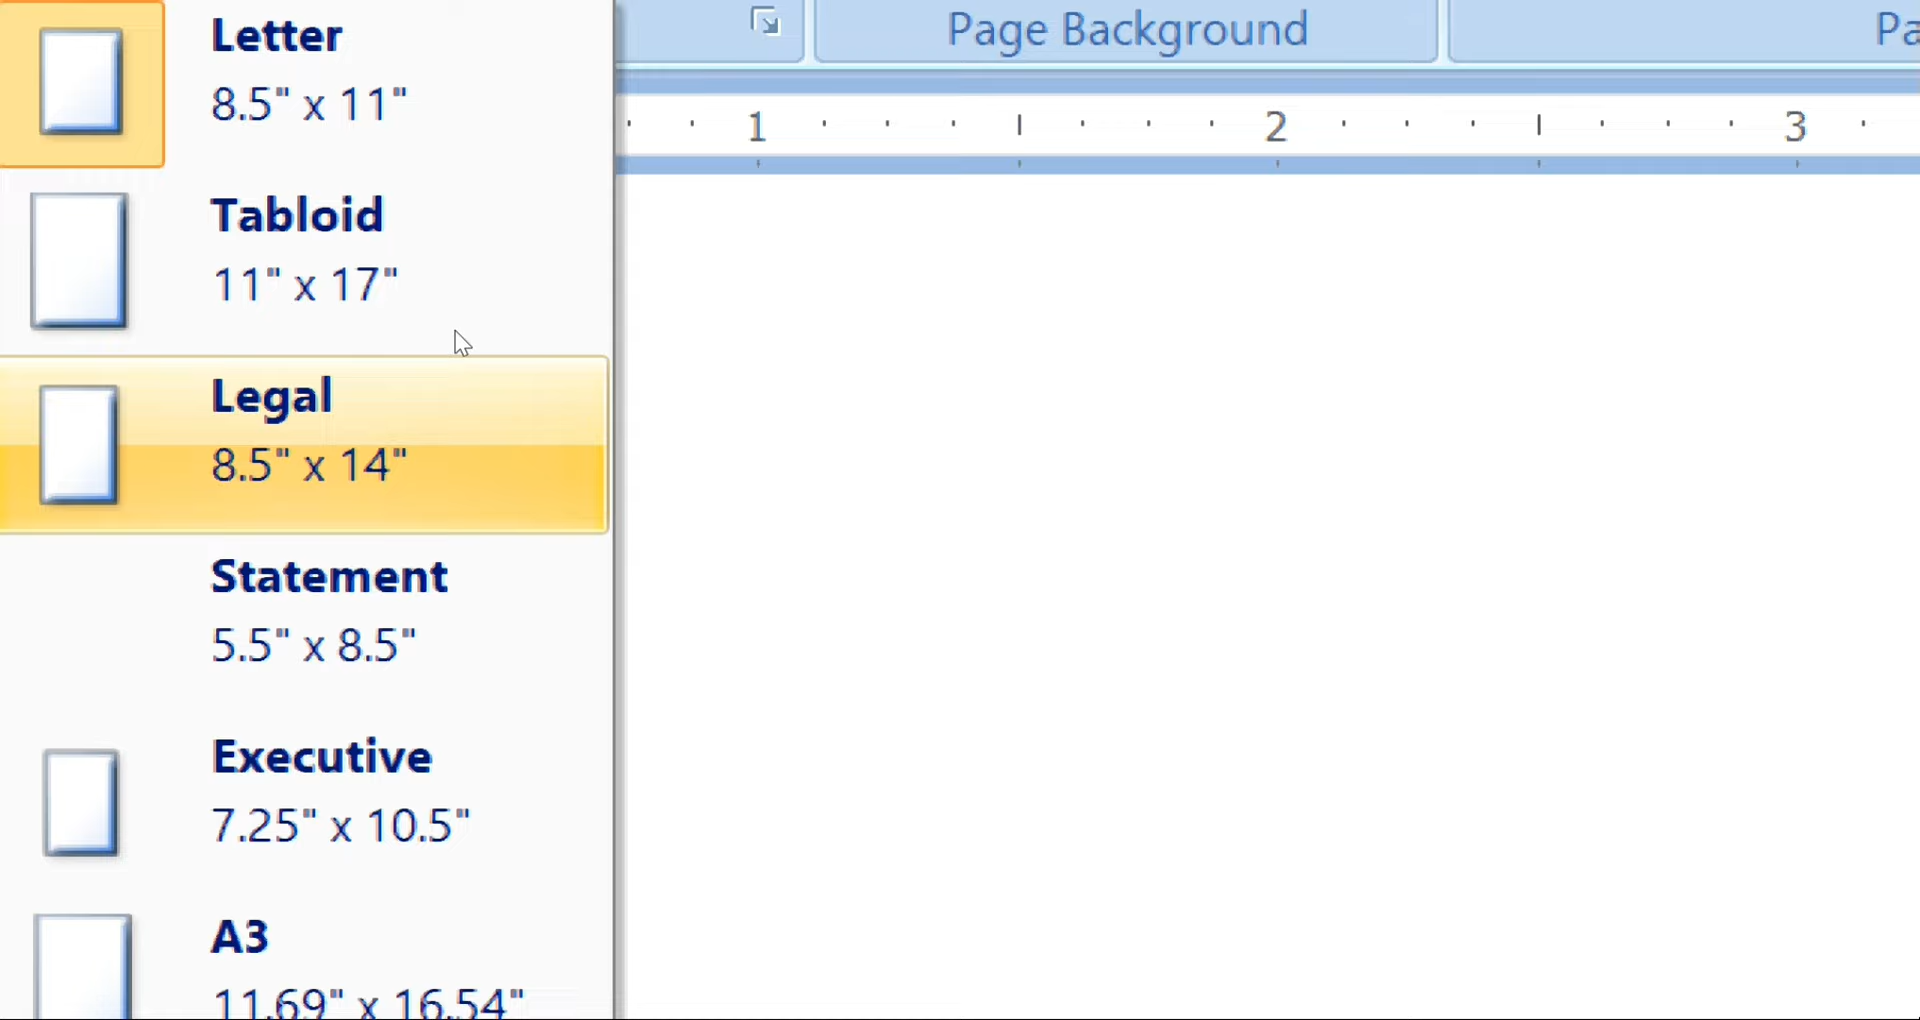 Letter
8.5" x 11"
Tabloid
11" x 17"
Legal
8.5" x 14"
Statement
5.5" x 8.5"
Executive
7.25" x 10.5"
A3
11.69" x 16.54"
Page Background
1 2 3